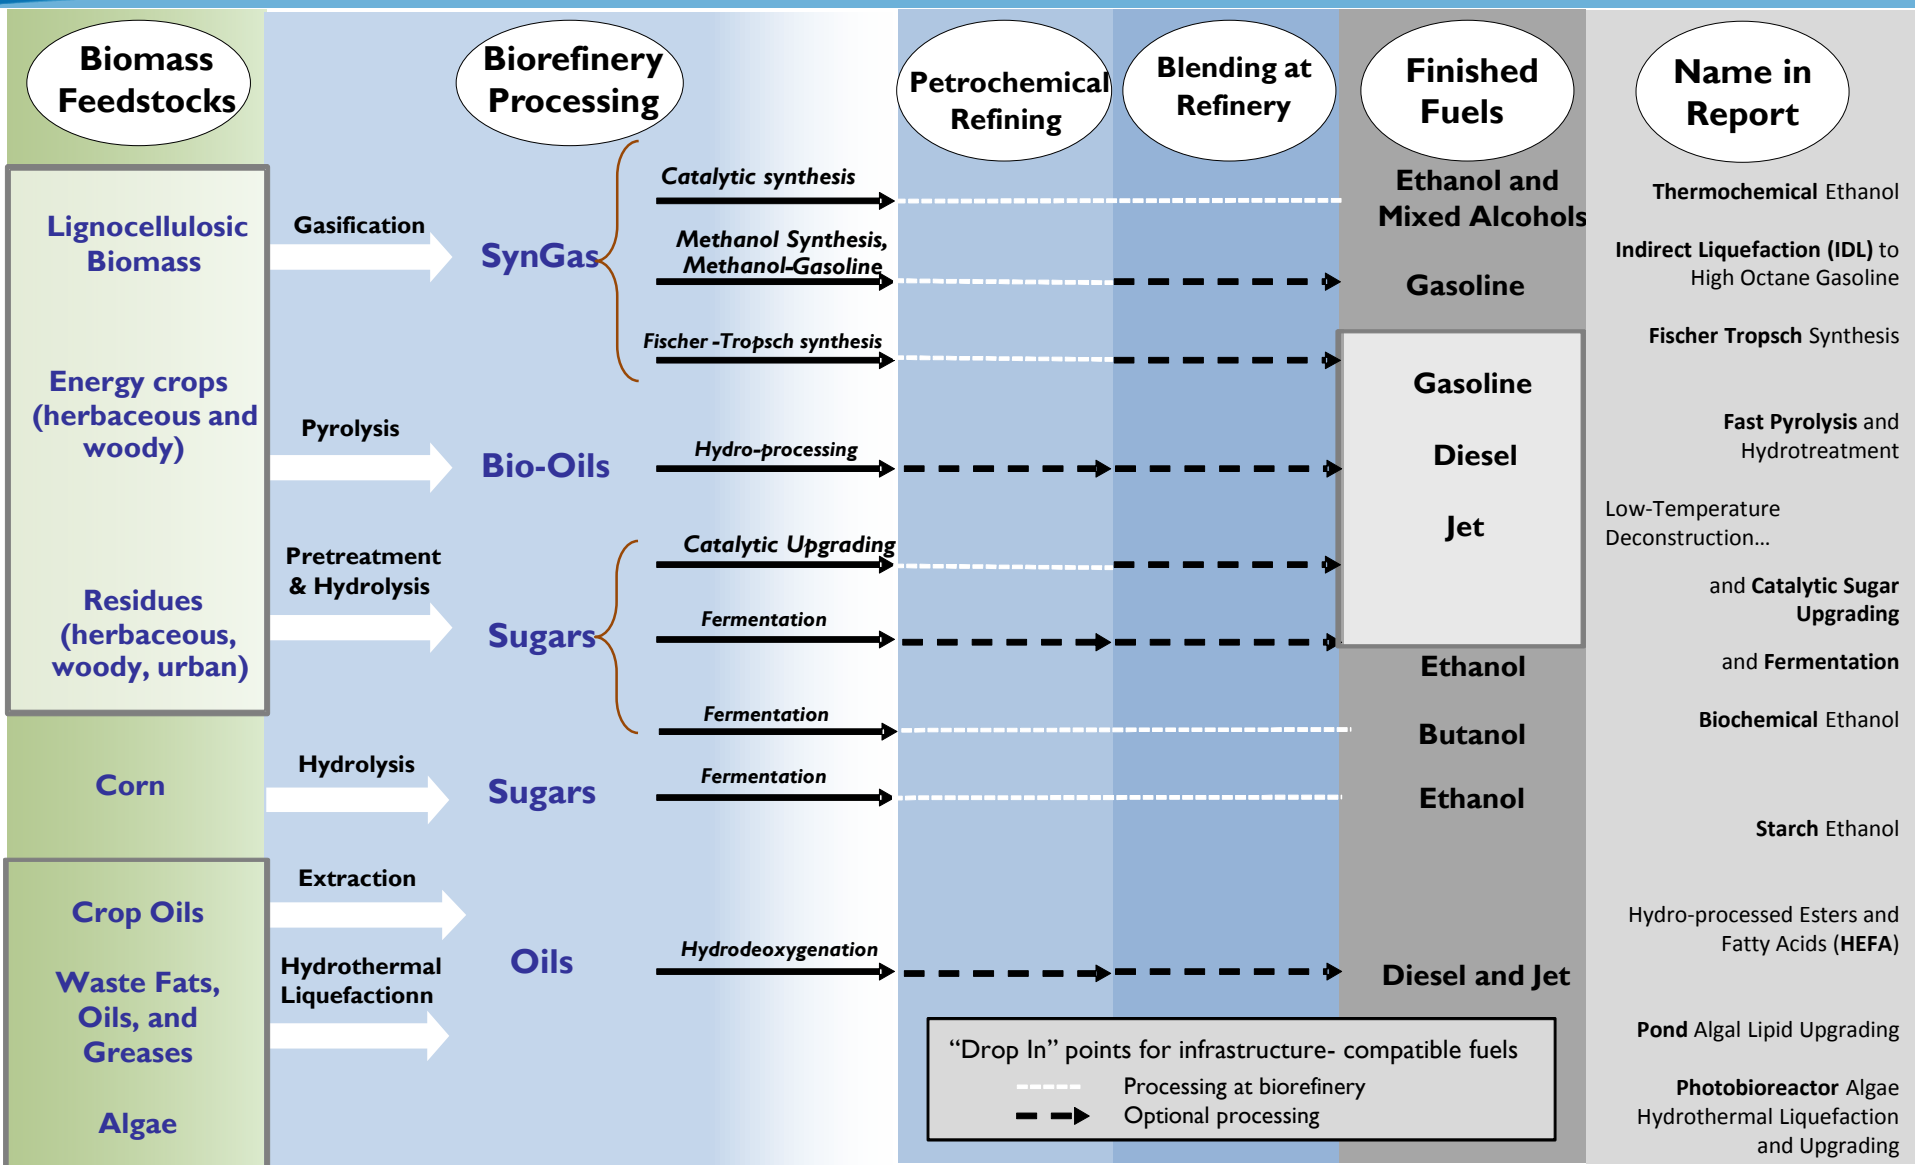 Biomass
Feedstocks
Biorefinery
Processing
Petrochemical
Refining
Blending at
Refinery
Finished
Fuels
Name in
Report
Lignocellulosic
Biomass
Energy crops
(herbaceous and
woody)
Residues
(herbaceous,
woody, urban)
Corn
Crop Oils
Waste Fats,
Oils, and
Greases
Algae
Gasification
Pyrolysis
Pretreatment
& Hydrolysis
Hydrolysis
Extraction
Hydrothermal
Liquefactionn
SynGas
Bio-Oils
Sugars
Sugars
Oils
Catalytic synthesis
Methanol Synthesis,
Methanol-Gasoline
Fischer -Tropsch synthesis
Hydro-processing
Catalytic Upgrading
Fermentation
Fermentation
Fermentation
Hydrodeoxygenation
Ethanol and
Mixed Alcohols
Gasoline
Gasoline
Diesel
Jet
Ethanol
Butanol
Ethanol
Diesel and Jet
Thermochemical Ethanol
Indirect Liquefaction (IDL) to
High Octane Gasoline
Fischer Tropsch Synthesis
Fast Pyrolysis and
Hydrotreatment
Low-Temperature
Deconstruction...
and Catalytic Sugar
Upgrading
and Fermentation
Biochemical Ethanol
Starch Ethanol
Hydro-processed Esters and
Fatty Acids (HEFA)
Pond Algal Lipid Upgrading
Photobioreactor Algae
Hydrothermal Liquefaction
and Upgrading
“Drop In” points for infrastructure- compatible fuels
Processing at biorefinery
Optional processing